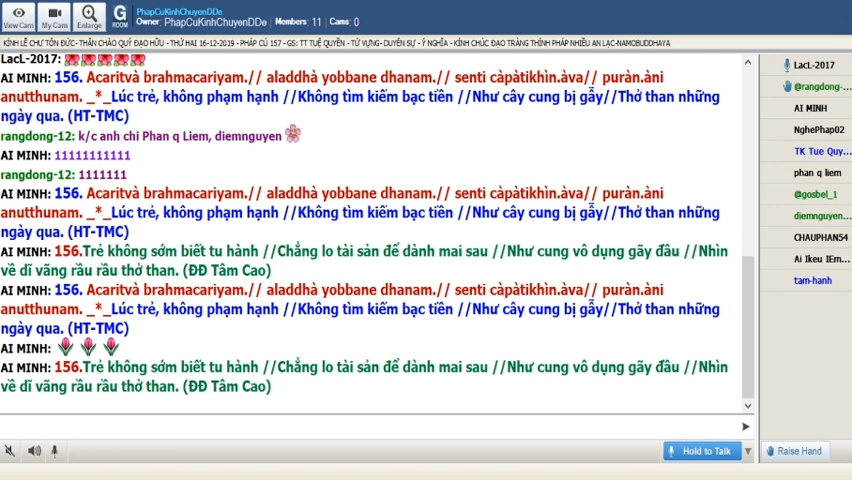 View Cam
My Cam
Enlarge
G
ROOM
PhapCuKinhChuyenDDe
Owner: PhapCuKinhChuyenDDe Members: 11 Cams: 0
KÍNH LỄ CHƯ TÔN ĐỨC- THÂN CHÀO QUÝ ĐẠO HỮU - THỨ HAI 16-12-2019 - PHÁP CÚ 157 - GS: TT TUỆ QUYỀN - TỪ VỰNG- DUYÊN SỰ - Ý NGHĨA - KÍNH CHÚC ĐẠO TRÀNG THÍNH PHÁP NHIỀU AN LẠC-NAMOBUDDHAYA
LacL-2017:
AI MINH: 156. Acaritvà brahmacariyam.// aladdhà yobbane dhanam.// senti càpàtikhìn.àva// puràn.àni
anutthunam. _*_Lúc trẻ, không phạm hạnh //Không tìm kiếm bạc tiền //Như cây cung bị gẫy//Thở than những
ngày qua. (HT-TMC)
rangdong-12: k/c anh chi Phan q Liem, diemnguyen
AI MINH: 11111111111
rangdong-12: 1111111
AI MINH: 156. Acaritvà brahmacariyam.// aladdhà yobbane dhanam.// senti càpàtikhìn.àva// puràn.àni
anutthunam. _*_Lúc trẻ, không phạm hạnh //Không tìm kiếm bạc tiền //Như cây cung bị gẫy//Thở than những
ngày qua. (HT-TMC)
AI MINH: 156.Trẻ không sớm biết tu hành //Chẳng lo tài sản để dành mai sau //Như cung vô dụng gãy đâu //Nhìn
về dĩ vãng rầu rầu thở than. (ĐĐ Tâm Cao)
AI MINH: 156. Acaritvà brahmacariyam.// aladdhà yobbane dhanam.// senti càpàtikhìn.àva// puràn.àni
anutthunam. _*_Lúc trẻ, không phạm hạnh //Không tìm kiếm bạc tiền //Như cây cung bị gẫy//Thở than những
ngày qua. (HT-TMC)
AI MINH:
AI MINH: 156.Trẻ không sớm biết tu hành //Chẳng lo tài sản để dành mai sau //Như cung vô dụng gãy đâu //Nhìn
về dĩ vãng rầu rầu thở than. (ĐĐ Tâm Cao)
LacL-2017
@rangdong-...
AI MINH
NghePhap02
TK Tue Quy...
phan q liem
@gosbel_1
diemnguyen...
CHAUPHAN54
Ai Ikeu IEm...
tam-hanh
Hold to Talk
Raise Hand